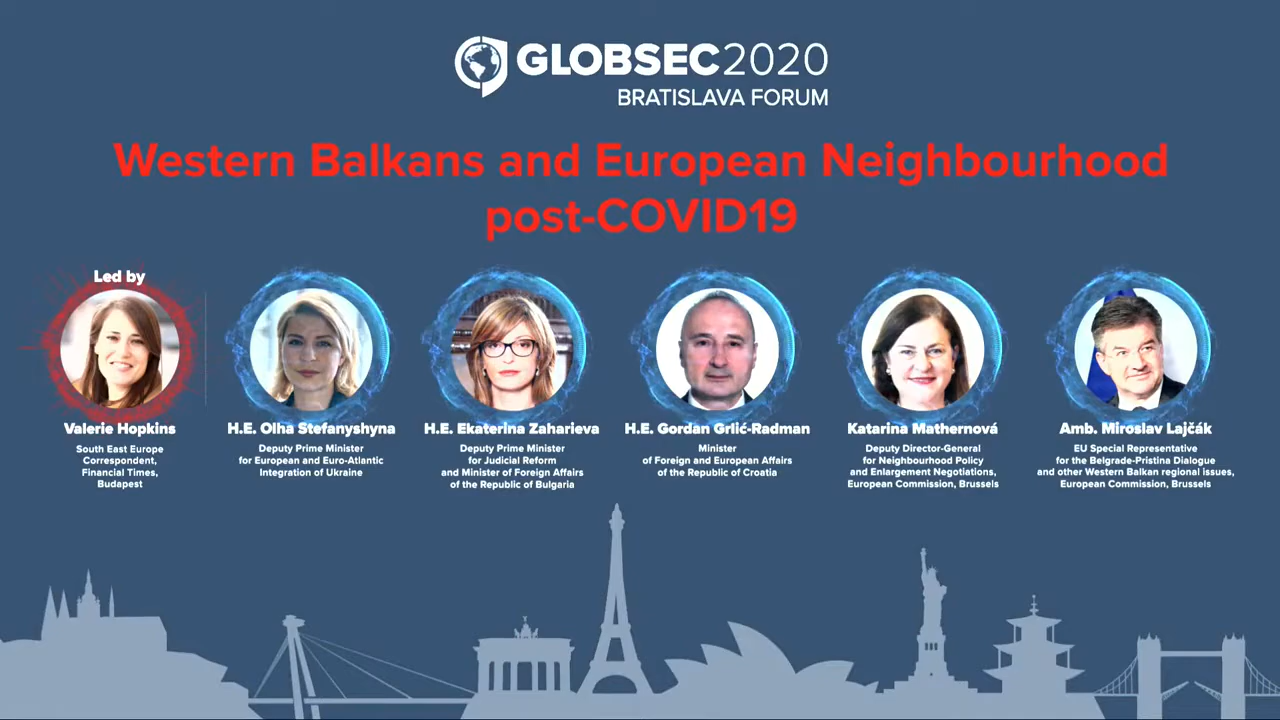 GLOBSEC2020
BRATISLAVA FORUM
Western Balkans and European Neighbourhood
post-COVID19
Led by
Valerie Hopkins
South East Europe
Correspondent,
Financial Times,
Budapest
H.E. Olha Stefanyshyna
Deputy Prime Minister
for European and Euro-Atlantic
Integration of Ukraine
H.E. Ekaterina Zaharieva
Deputy Prime Minister
for Judicial Reform
and Minister of Foreign Affairs
of the Republic of Bulgaria
H.E. Gordan Grlić-Radman
Minister
of Foreign and European Affairs
of the Republic of Croatia
Katarina Mathernová
Deputy Director-General
for Neighbourhood Policy
and Enlargement Negotiations,
European Commission, Brussels
Amb. Miroslav Lajčák
EU Special Representative
for the Belgrade-Pristina Dialogue
and other Western Balkan regional issues,
European Commission, Brussels